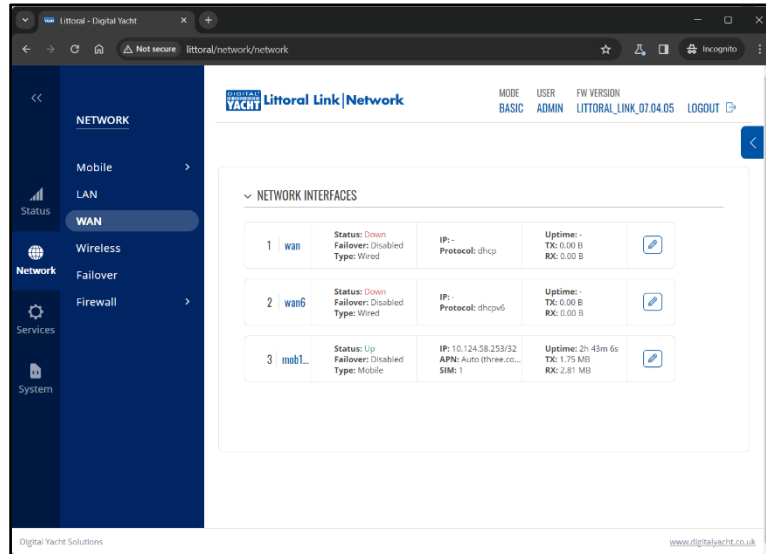 Littoral - Digital Yacht
Not secure littoral/network/network
Incognito
NETWORK
Mobile
LAN
WAN
Wireless
Failover
Firewall
Status
Network
Services
System
DIGITAL YACHT Littoral Link|Network
MODE USER FW VERSION
BASIC ADMIN LITTORAL_LINK_07.04.05 LOGOUT
NETWORK INTERFACES
1 wan
Status: Down
Failover: Disabled
Type: Wired
IP: -
Protocol: dhcp
Uptime: -
TX: 0.00 B
RX: 0.00 B
2 wan6
Status: Down
Failover: Disabled
Type: Wired
IP: -
Protocol: dhcpv6
Uptime: -
TX: 0.00 B
RX: 0.00 B
3 mob1...
Status: Up
Failover: Disabled
Type: Mobile
IP: 10.124.58.253/32
APN: Auto (three.co...
SIM: 1
Uptime: 2h 43m 6s
TX: 1.75 MB
RX: 2.81 MB
Digital Yacht Solutions
www.digitalyacht.co.uk